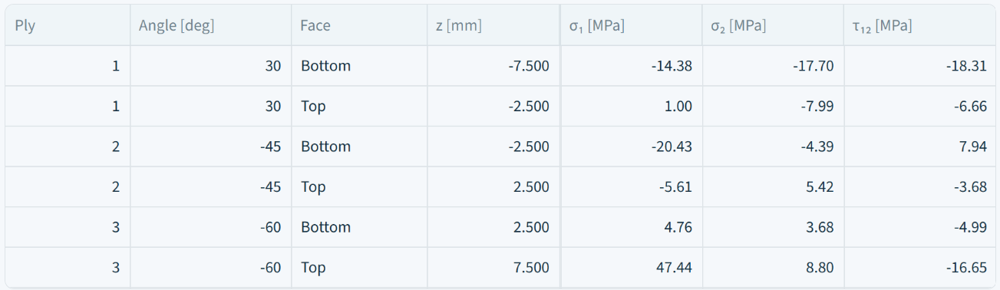 Ply Angle [deg] Face z [mm] σ₁ [MPa] σ₂ [MPa] τ₁₂ [MPa]
1 30 Bottom -7.500 -14.38 -17.70 -18.31
1 30 Top -2.500 1.00 -7.99 -6.66
2 -45 Bottom -2.500 -20.43 -4.39 7.94
2 -45 Top 2.500 -5.61 5.42 -3.68
3 -60 Bottom 2.500 4.76 3.68 -4.99
3 -60 Top 7.500 47.44 8.80 -16.65